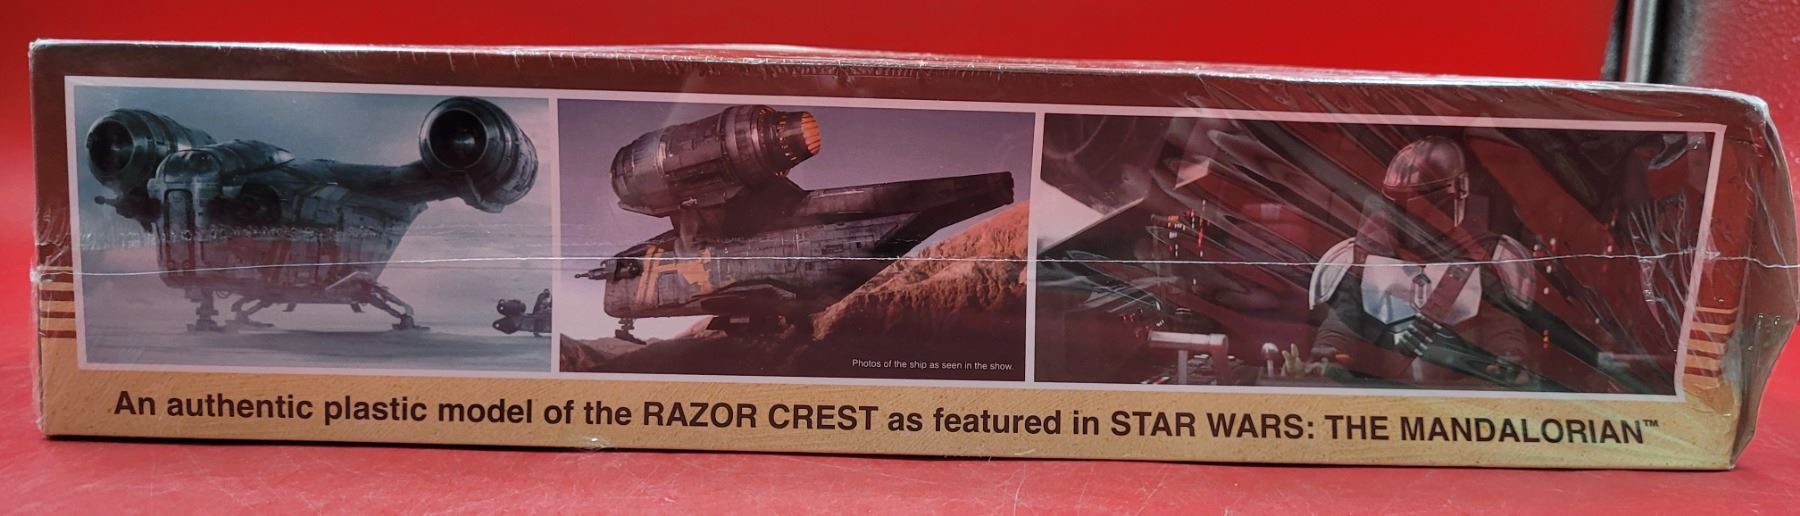 Photos of the ship as seen in the show.
An authentic plastic model of the RAZOR CREST as featured in STAR WARS: THE MANDALORIAN™